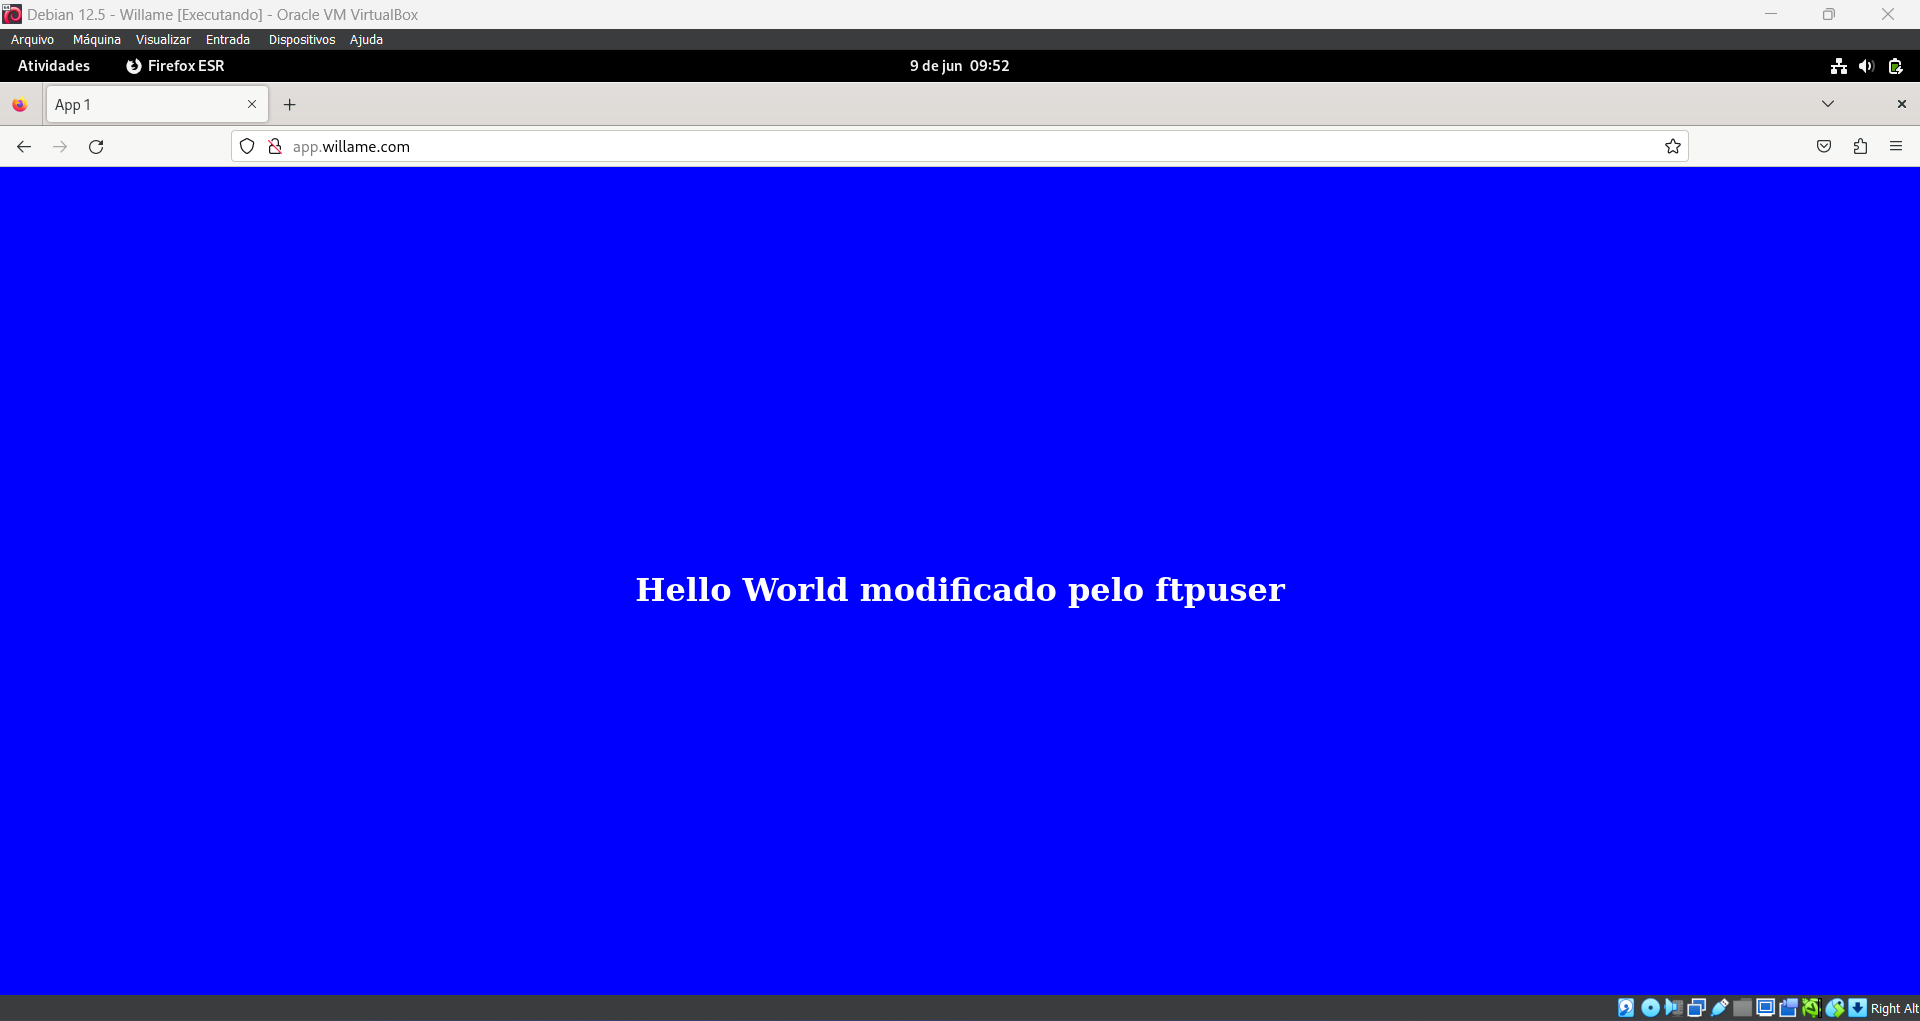 Debian 12.5 - Willame [Executando] - Oracle VM VirtualBox
Arquivo Máquina Visualizar Entrada Dispositivos Ajuda
Atividades Firefox ESR 9 de jun 09:52
App 1
app.willame.com
Hello World modificado pelo ftpuser
Right Alt